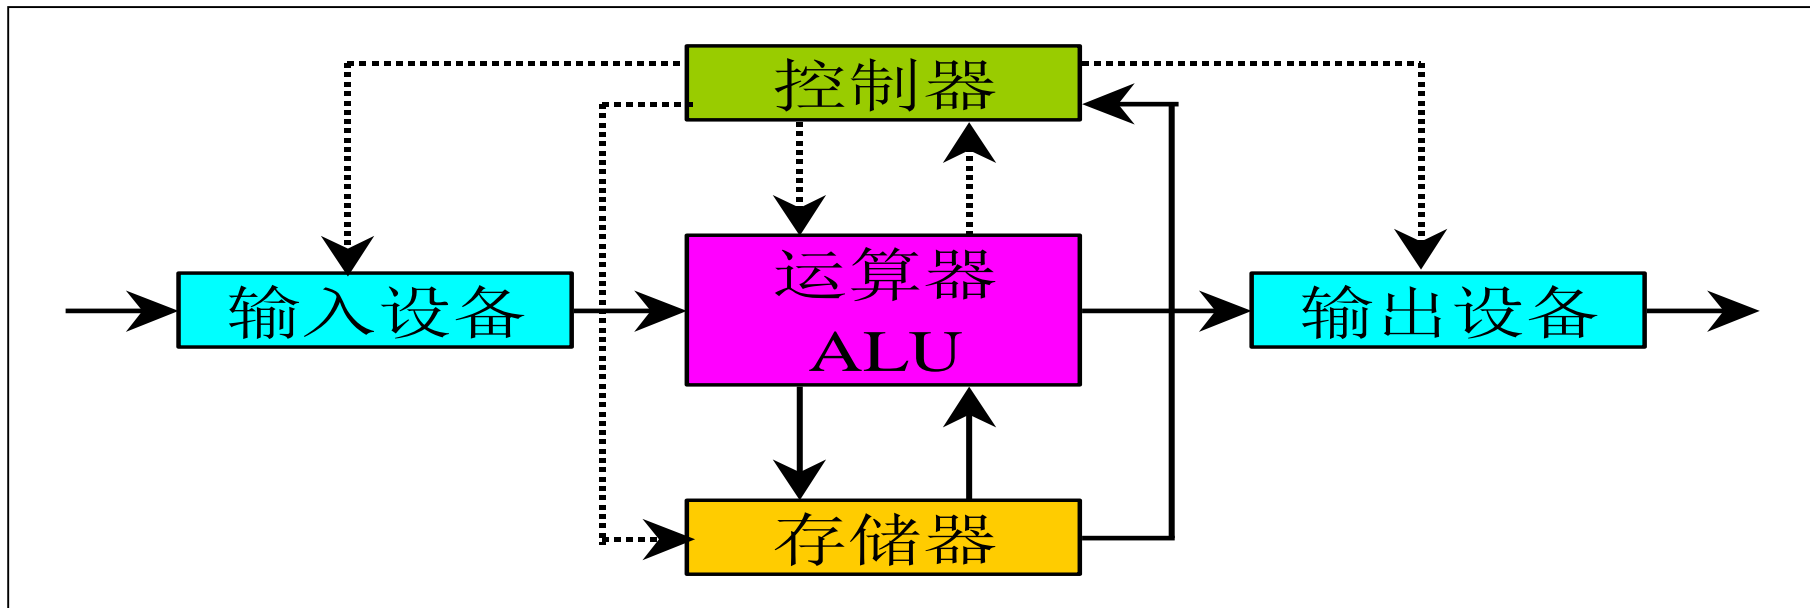 控制器
运算器
ALU
输入设备
输出设备
存储器